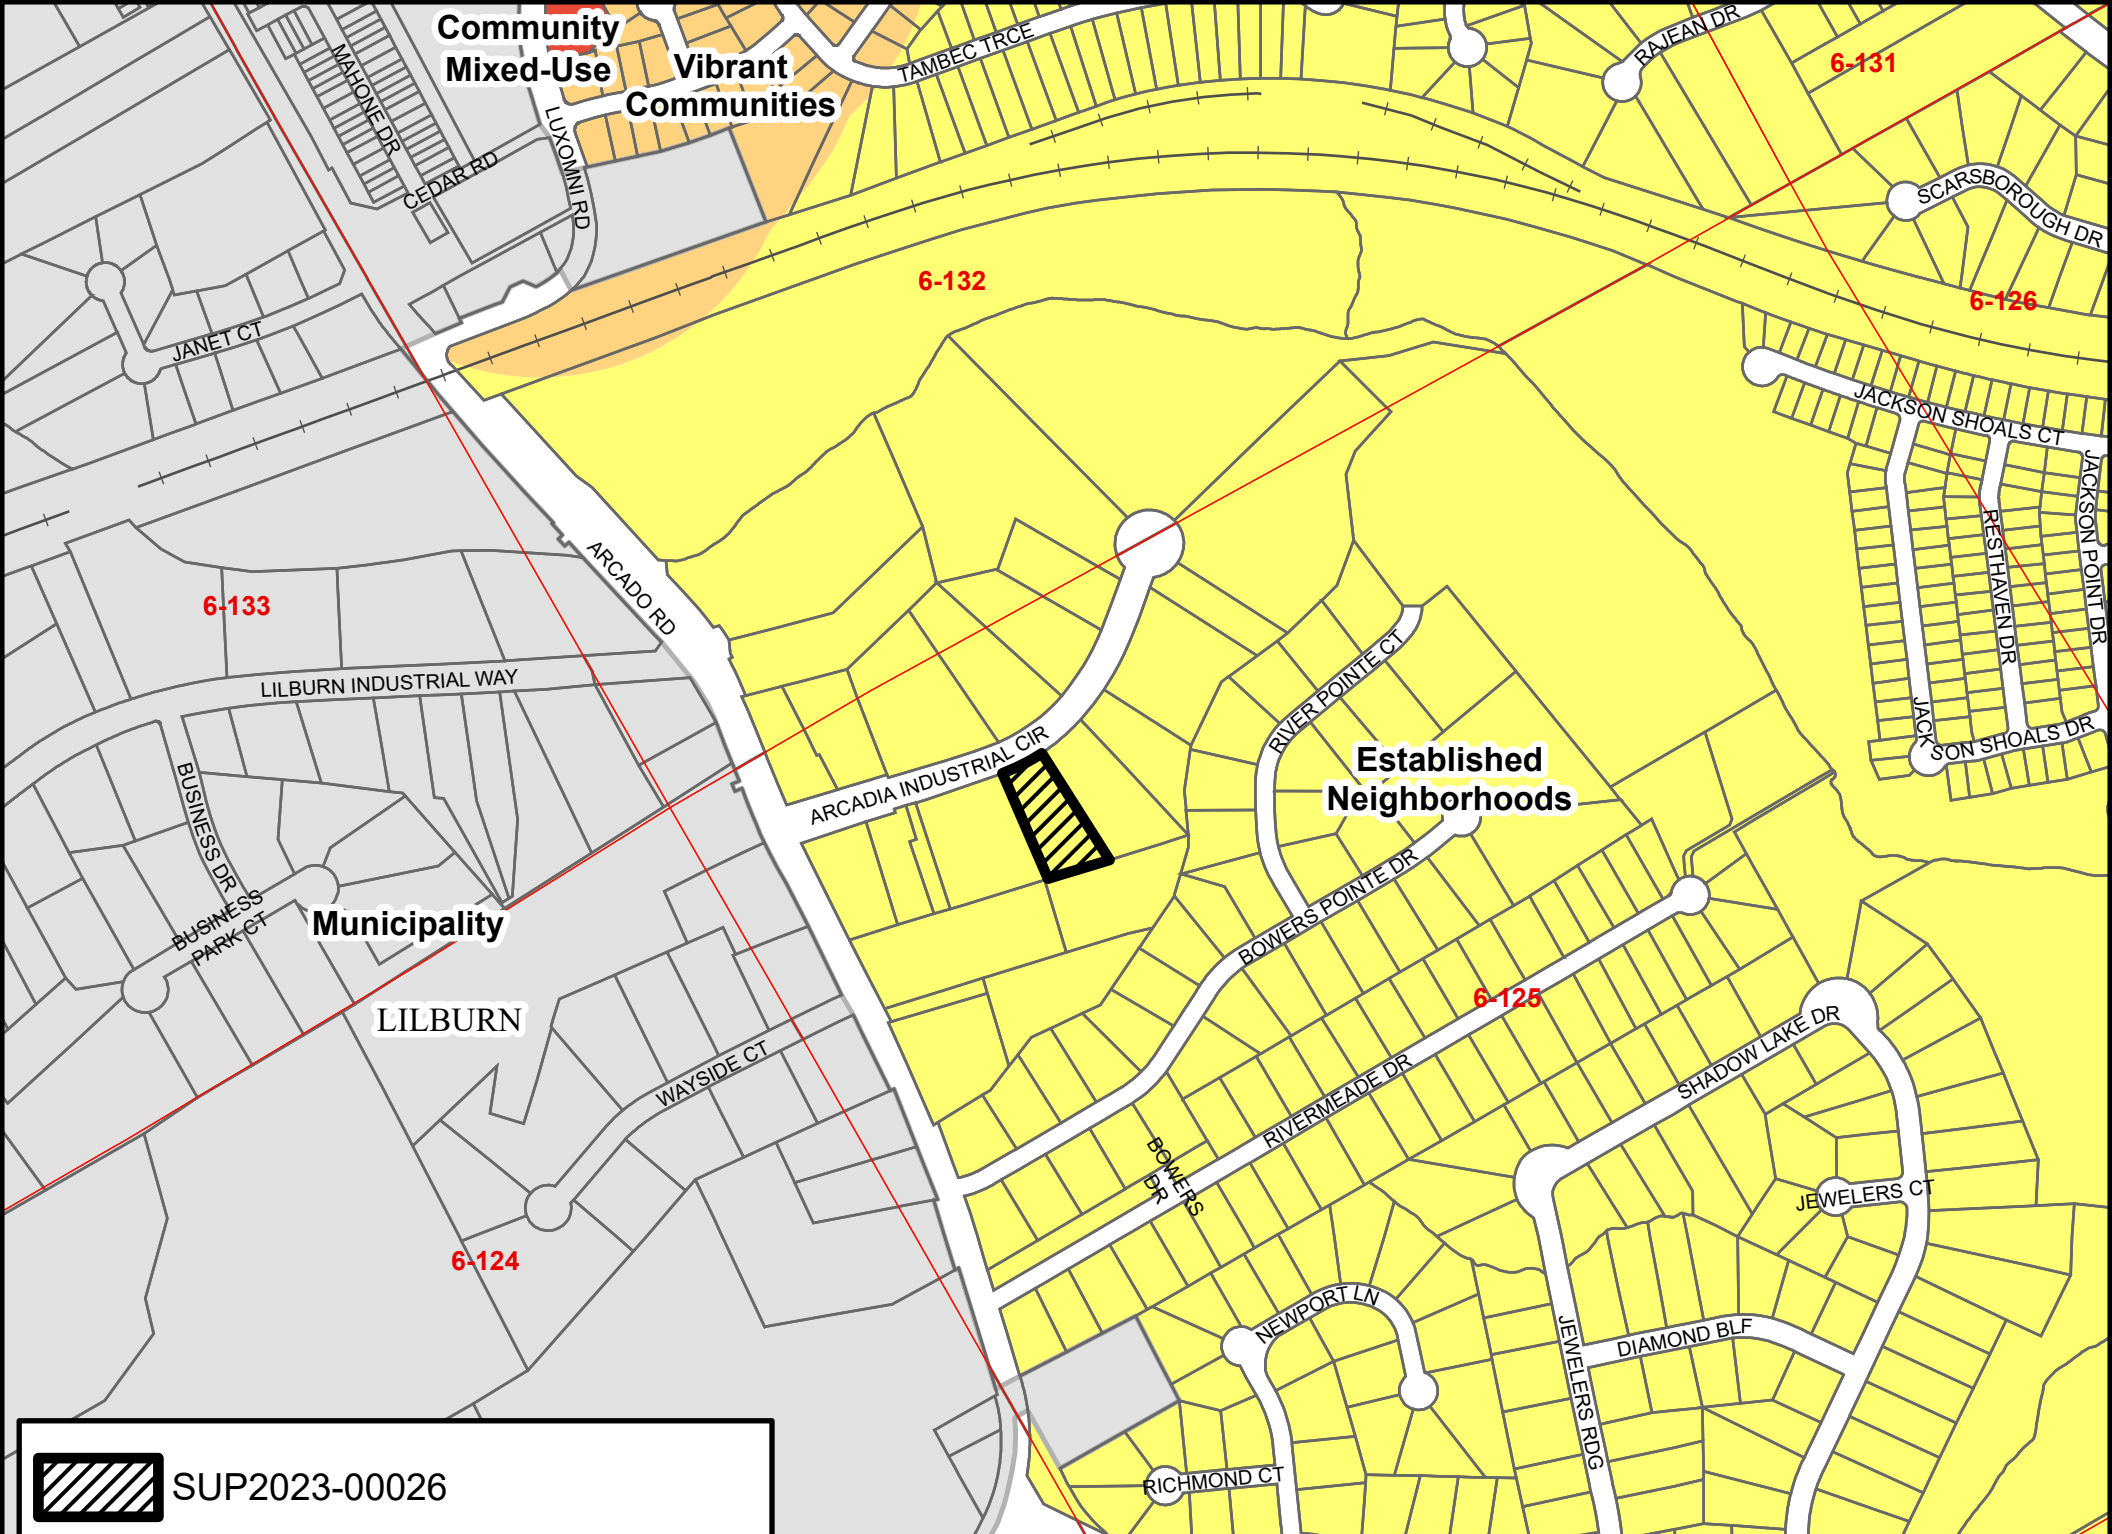 Community
Mixed-Use
Vibrant
Communities
TAMBEC TRCE
RAJEAN DR
6-131
MAHONE DR
CEDAR RD
LUXOMNI RD
SCARSBOROUGH DR
6-132
6-126
JANET CT
JACKSON SHOALS CT
JACKSON POINT DR
RESTHAVEN DR
ARCADO RD
6-133
LILBURN INDUSTRIAL WAY
RIVER POINTE CT
JACK
SON SHOALS DR
ARCADIA INDUSTRIAL CIR
Established
Neighborhoods
BUSINESS DR
BUSINESS
PARK CT
Municipality
BOWERS POINTE DR
6-125
LILBURN
SHADOW LAKE DR
WAYSIDE CT
RIVERMEADE DR
BOWERS
DR
JEWELERS CT
6-124
NEWPORT LN
DIAMOND BLF
JEWELERS RDG
RICHMOND CT
SUP2023-00026